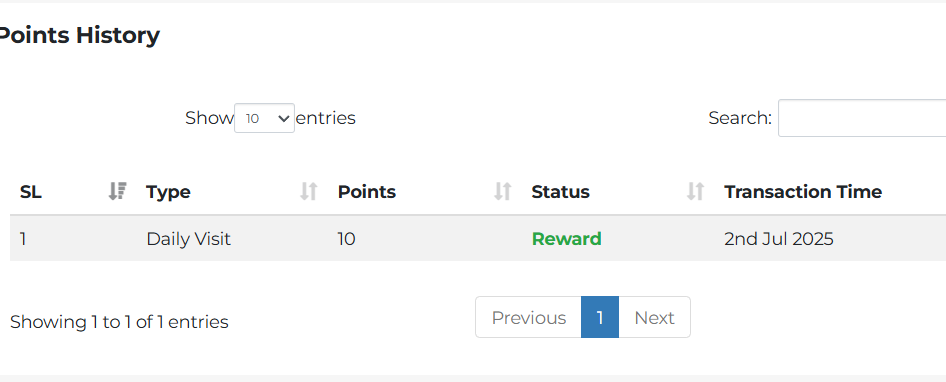 Points History
Show 10 entries
Search:
SL Type Points Status Transaction Time
1 Daily Visit 10 Reward 2nd Jul 2025
Showing 1 to 1 of 1 entries
Previous 1 Next